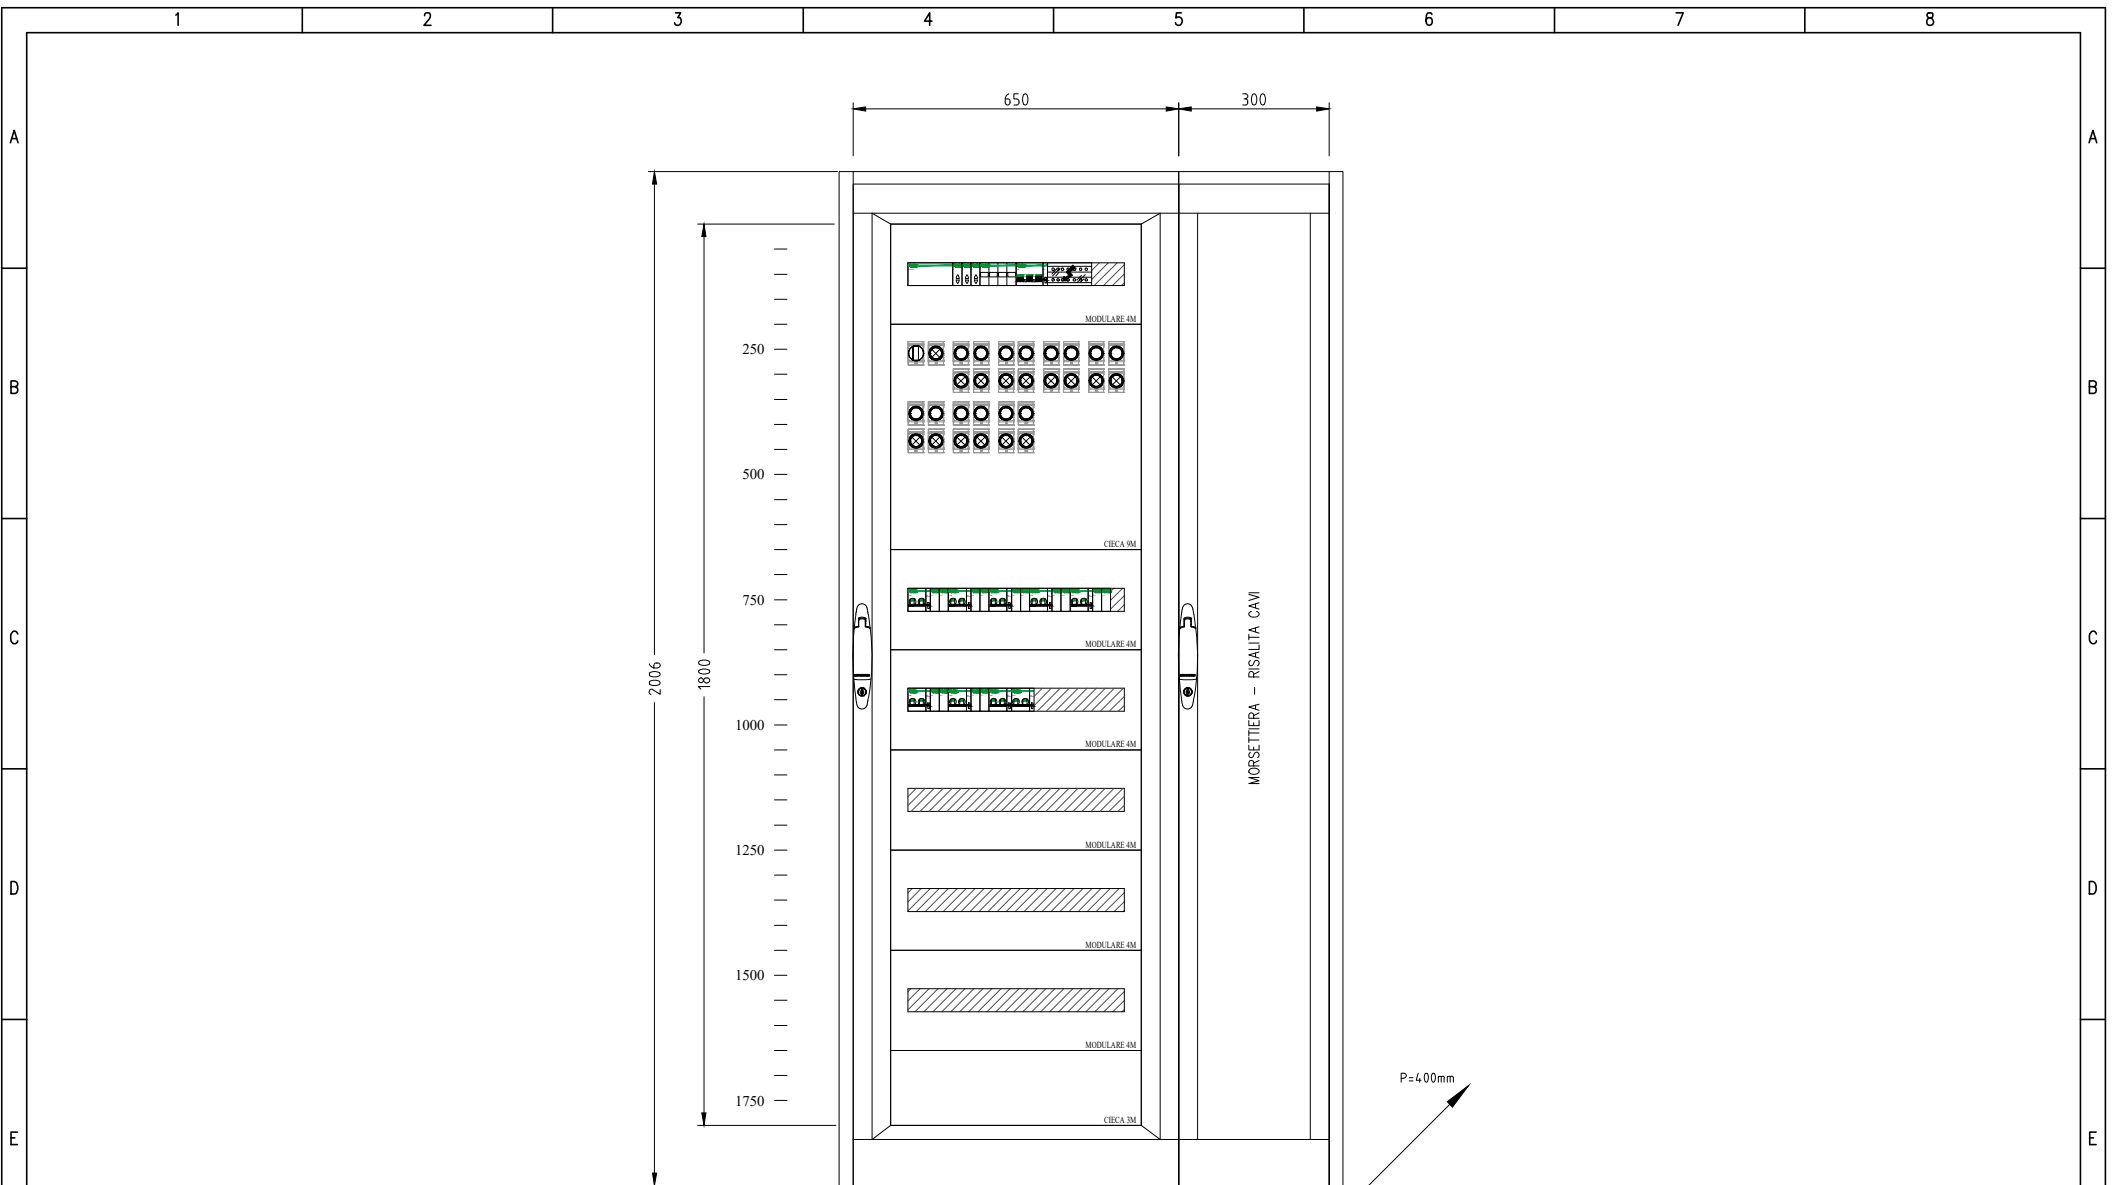 1 2 3 4 5 6 7 8
650 300
A A
MODULARE 4M
250
B B
500
CIECA 9M
750
C C
MODULARE 4M
2006
1800
MORSETTIERA - RISALITA CAVI
1000
MODULARE 4M
MODULARE 4M
1250
D D
MODULARE 4M
1500
MODULARE 4M
P=400mm
1750
CIECA 3M
E E